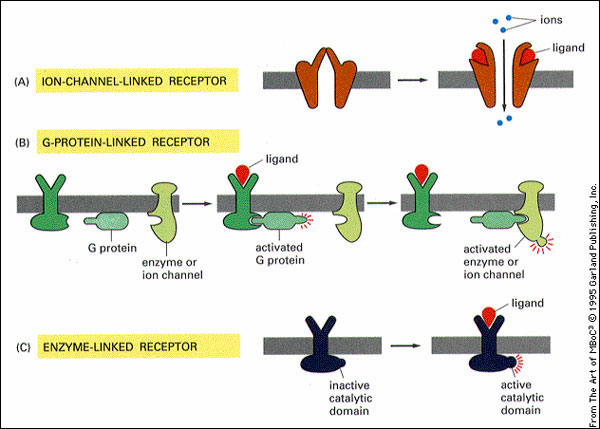 ions
ligand
(A) ION-CHANNEL-LINKED RECEPTOR
(B) G-PROTEIN-LINKED RECEPTOR
ligand
G protein
enzyme or
ion channel
activated
G protein
activated
enzyme or
ion channel
ligand
(C) ENZYME-LINKED RECEPTOR
inactive
catalytic
domain
active
catalytic
domain
From The Art of MBoC³ © 1995 Garland Publishing, Inc.